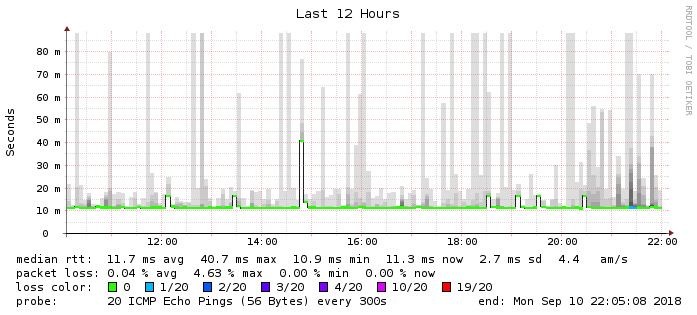 Last 12 Hours
RRDTOOL / TOBI OETIKER
Seconds
80 m
70 m
60 m
50 m
40 m
30 m
20 m
10 m
0
12:00 14:00 16:00 18:00 20:00 22:00
median rtt: 11.7 ms avg 40.7 ms max 10.9 ms min 11.3 ms now 2.7 ms sd 4.4 am/s
packet loss: 0.04 % avg 4.63 % max 0.00 % min 0.00 % now
loss color: 0 1/20 2/20 3/20 4/20 10/20 19/20
probe: 20 ICMP Echo Pings (56 Bytes) every 300s end: Mon Sep 10 22:05:08 2018